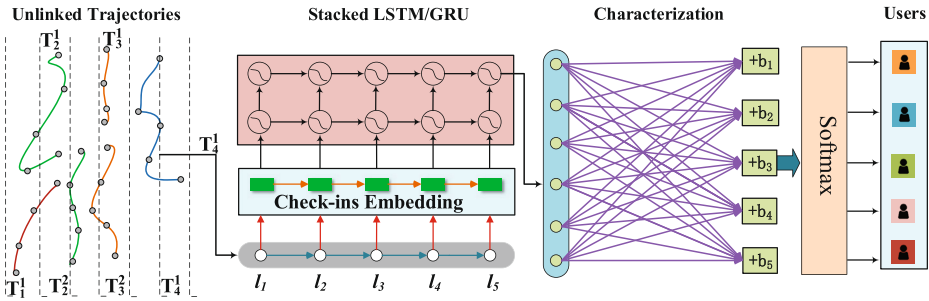 Unlinked Trajectories
Stacked LSTM/GRU
Characterization
Users
T₂¹
T₃¹
T₁¹
T₂²
T₃²
T₄¹
T₄¹
Check-ins Embedding
l₁
l₂
l₃
l₄
l₅
+b₁
+b₂
+b₃
+b₄
+b₅
Softmax